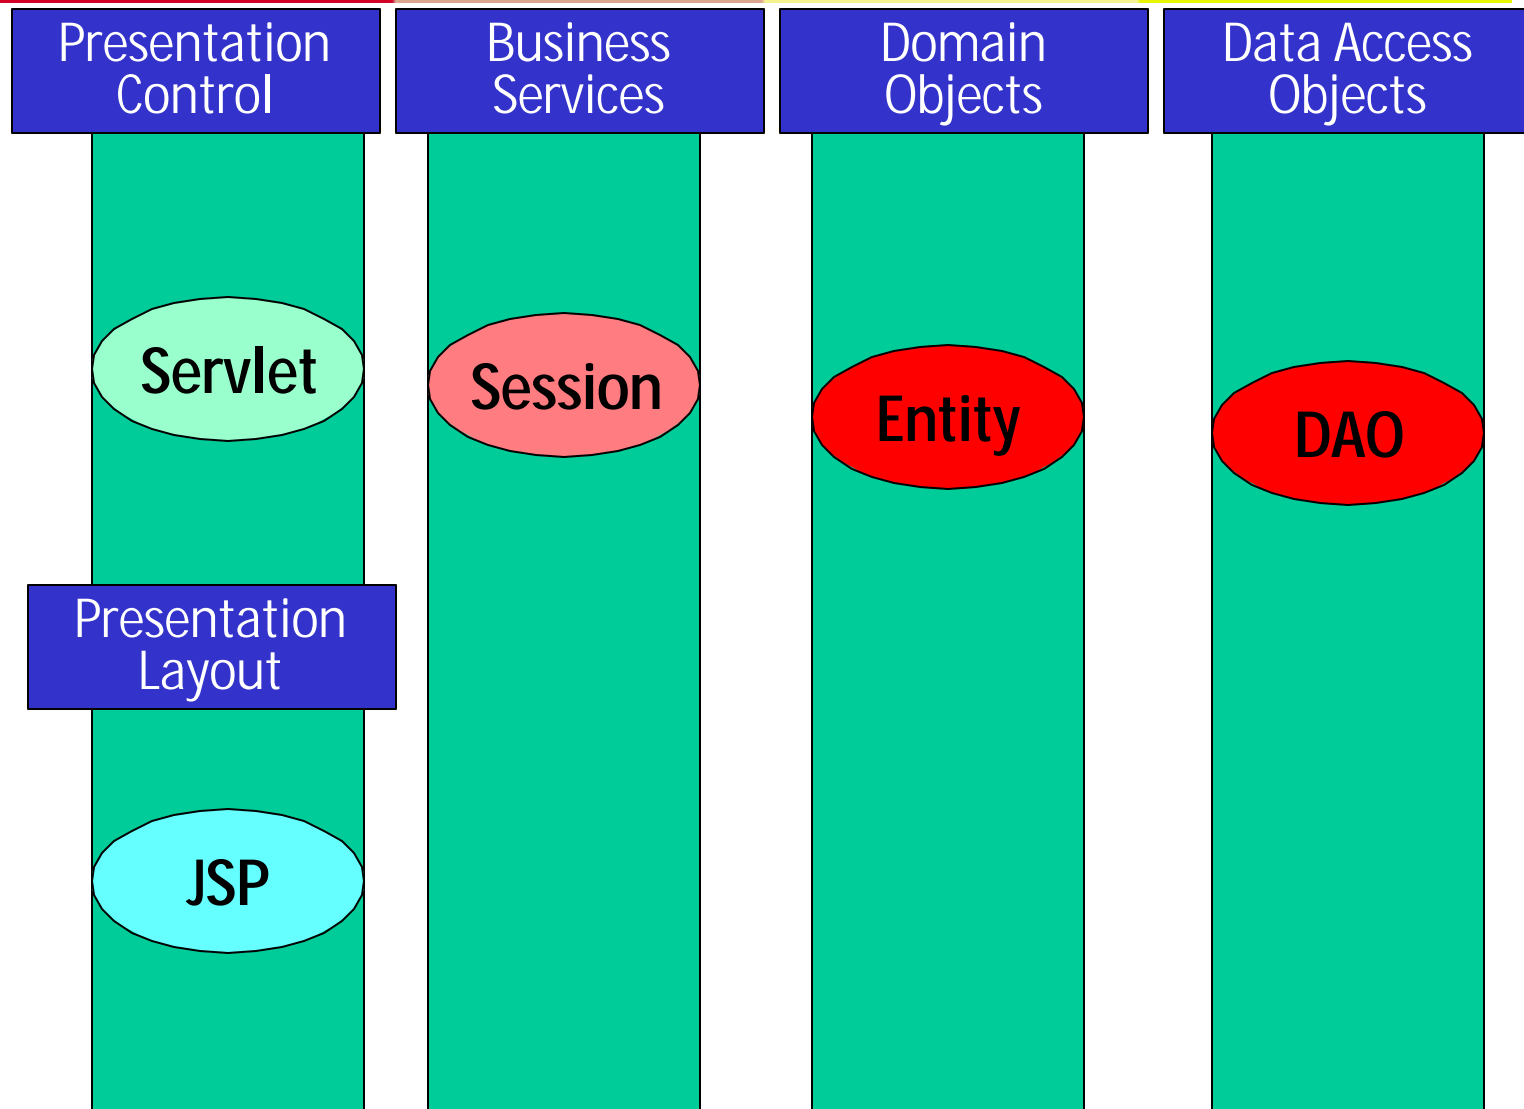 Presentation
Control
Business
Services
Domain
Objects
Data Access
Objects
Servlet
Session
Entity
DAO
Presentation
Layout
JSP